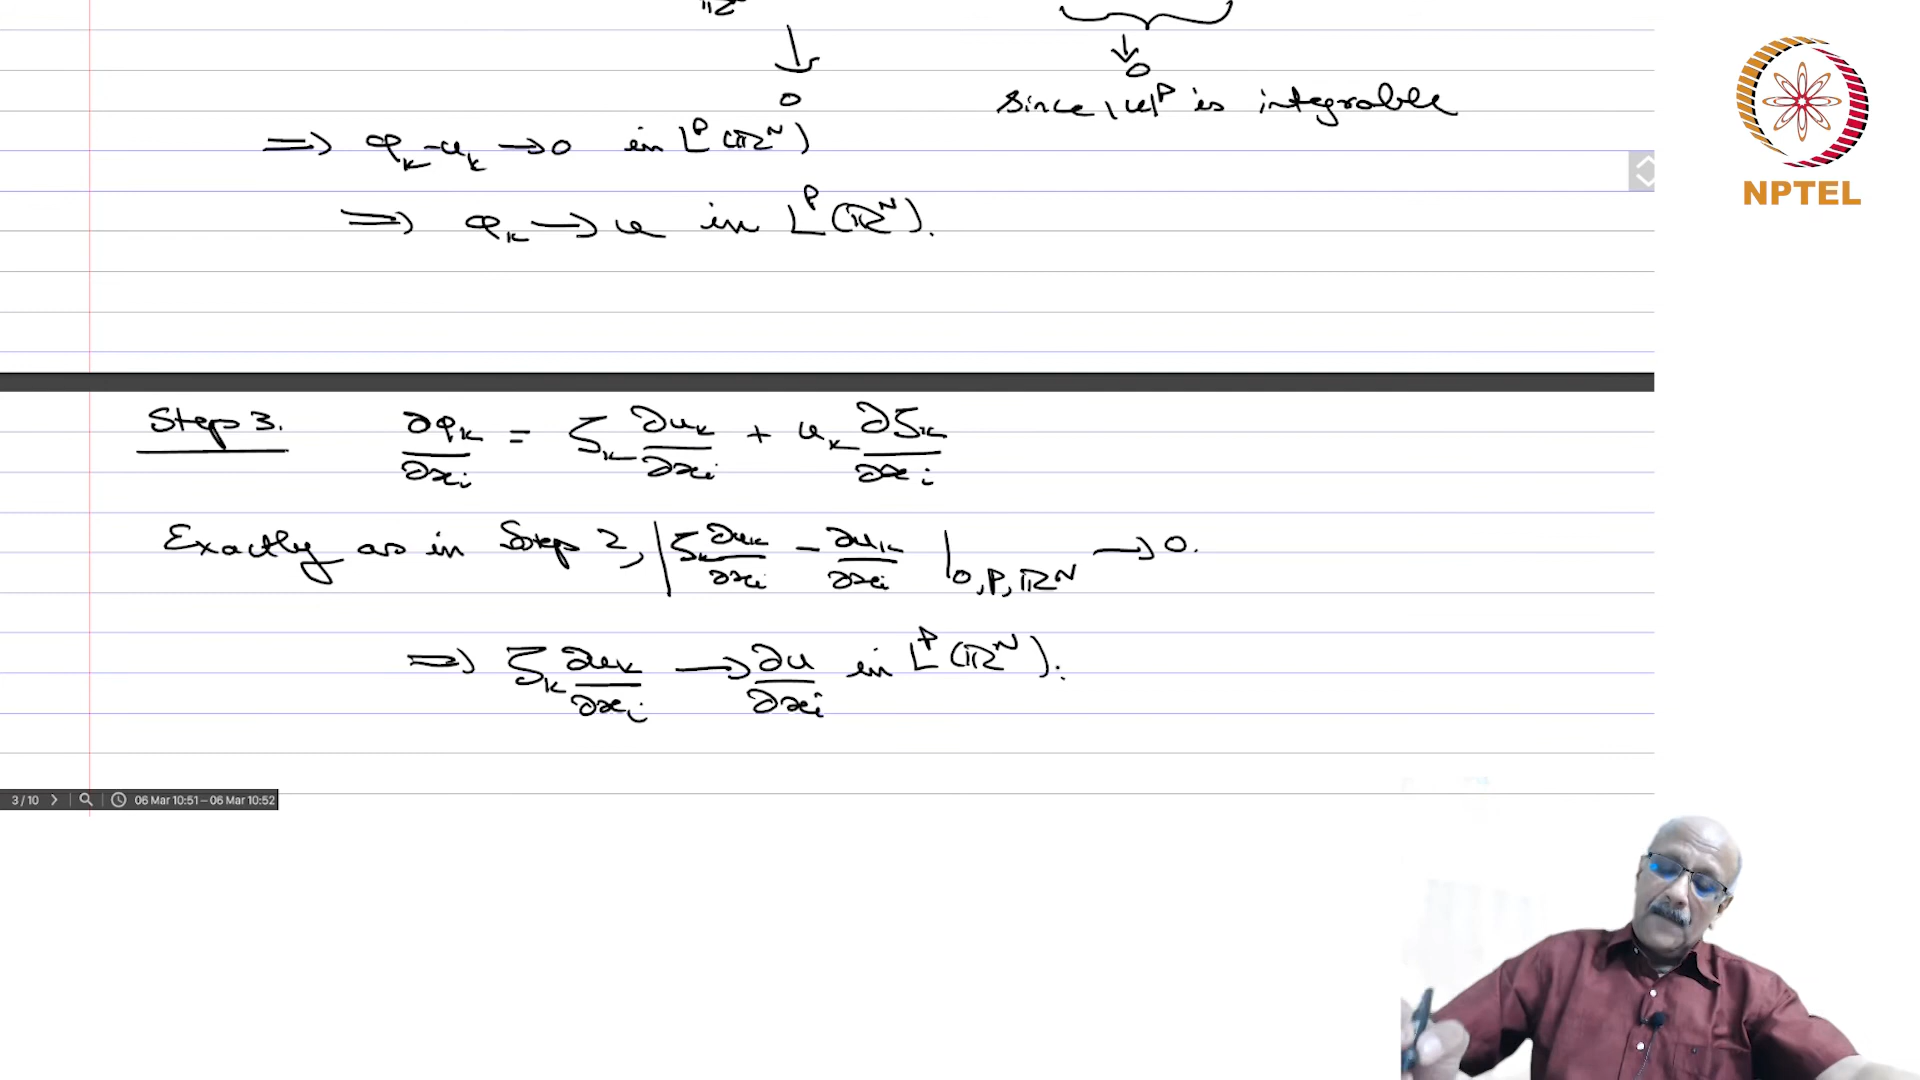 0
0
since |u|^p is integrable
⇒ φ_k - u_k → 0 in L^p(ℝ^N)
⇒ φ_k → u in L^p(ℝ^N).
Step 3. ∂φ_k/∂x_i = ζ_k ∂u_k/∂x_i + u_k ∂ζ_k/∂x_i
Exactly as in Step 2, |ζ_k ∂u_k/∂x_i - ∂u_k/∂x_i|_{0,p,ℝ^N} → 0.
⇒ ζ_k ∂u_k/∂x_i → ∂u/∂x_i in L^p(ℝ^N).
3 / 10 06 Mar 10:51 – 06 Mar 10:52
NPTEL